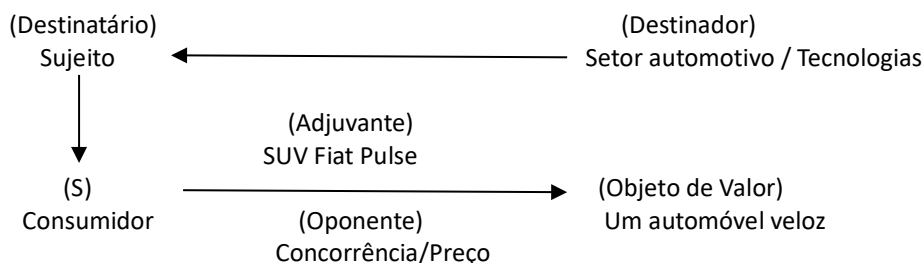 (Destinatário) (Destinador)
Sujeito Setor automotivo / Tecnologias
(Adjuvante)
SUV Fiat Pulse
(S) (Objeto de Valor)
Consumidor (Oponente) Um automóvel veloz
Concorrência/Preço